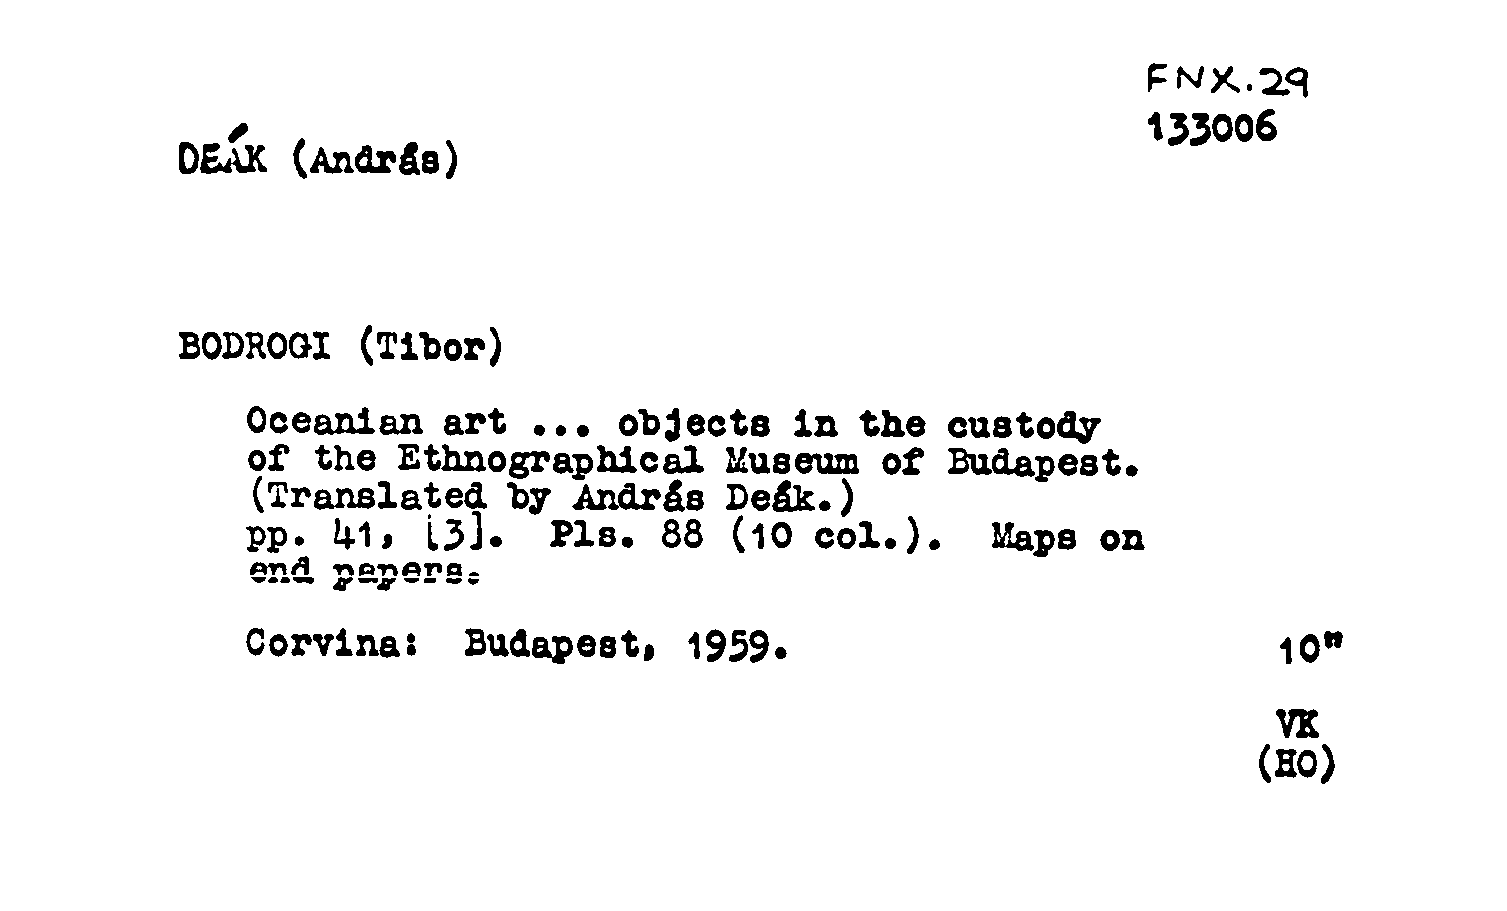 FNX.29
133006
DEÁK (András)
BODROGI (Tibor)
Oceanian art ... objects in the custody
of the Ethnographical Museum of Budapest.
(Translated by András Deák.)
pp. 41, [3]. Pls. 88 (10 col.). Maps on
end papers.
Corvina: Budapest, 1959.
10"
VK
(HO)